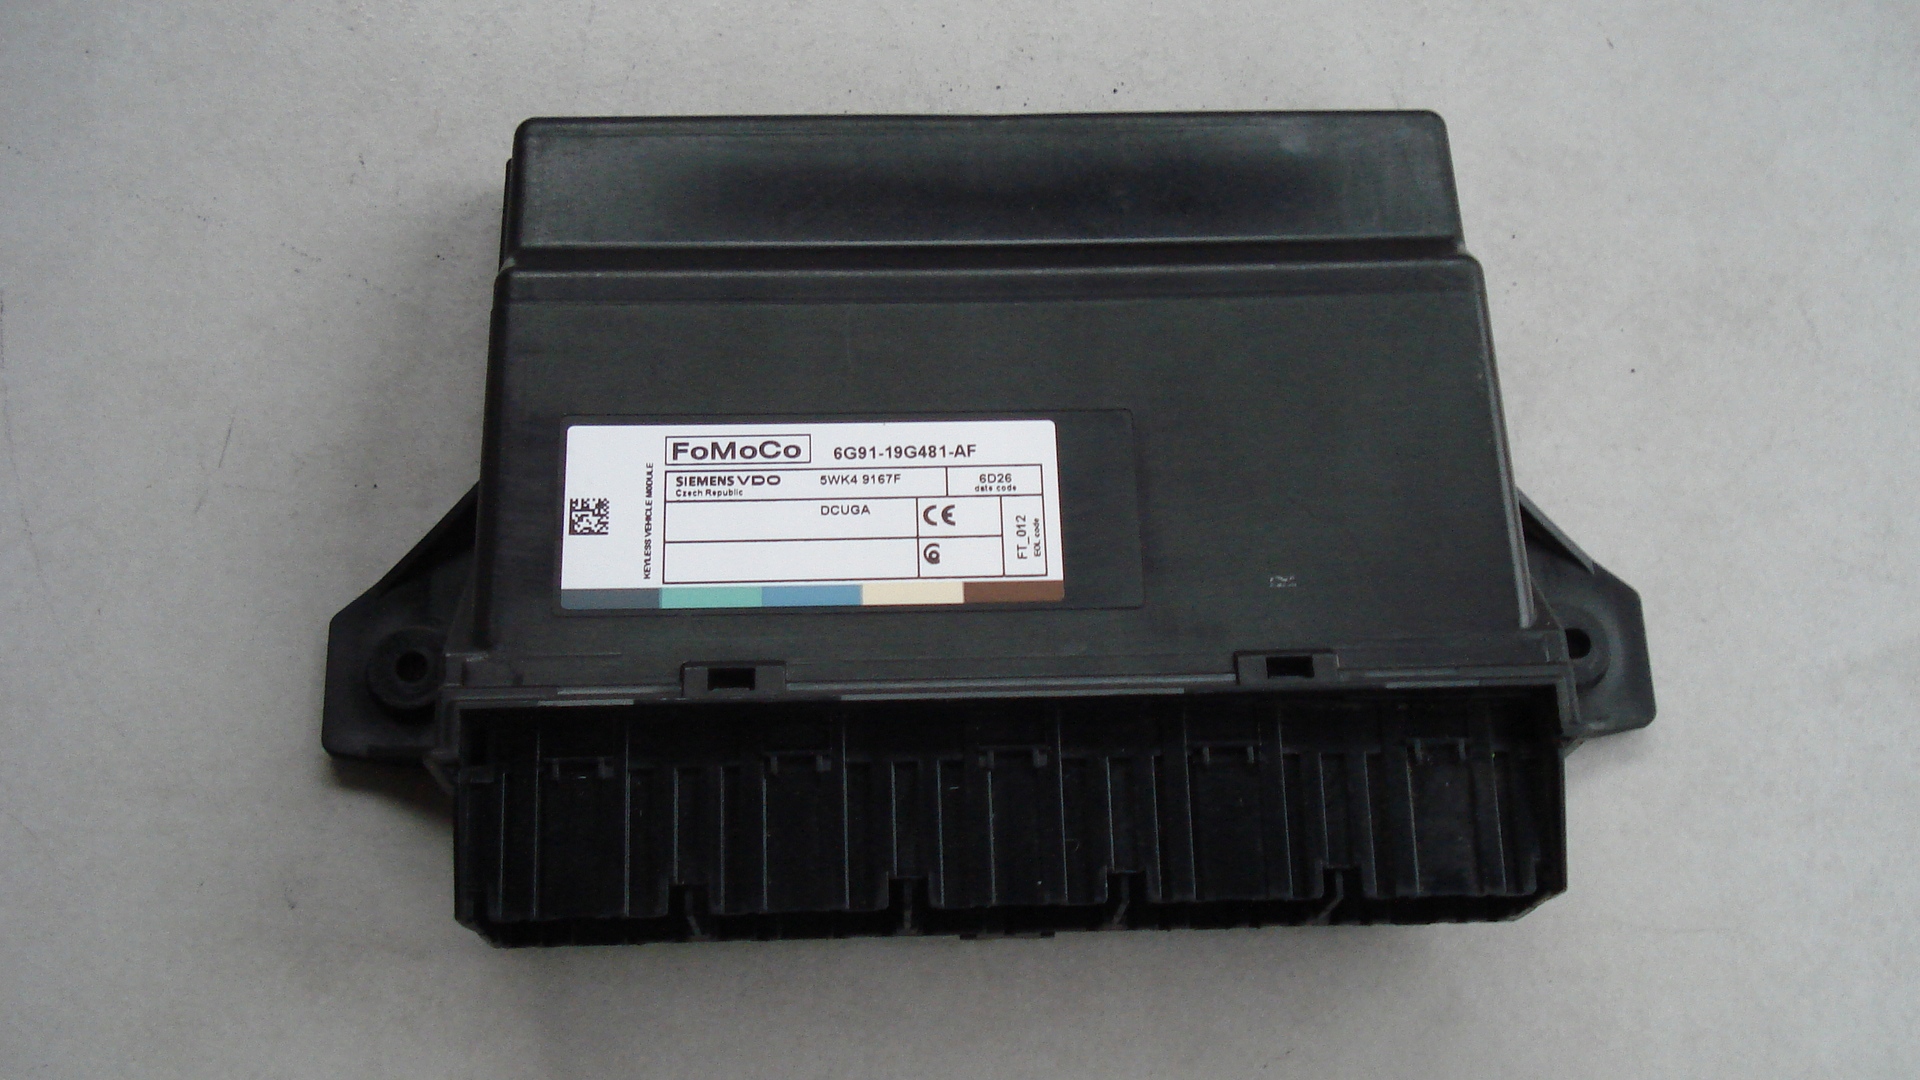 FoMoCo 6G91-19G481-AF
SIEMENS VDO 5WK4 9167F 6D26
Czech Republic date code
DCUGA CE
KEYLESS VEHICLE MODULE
FT_012
EOL code